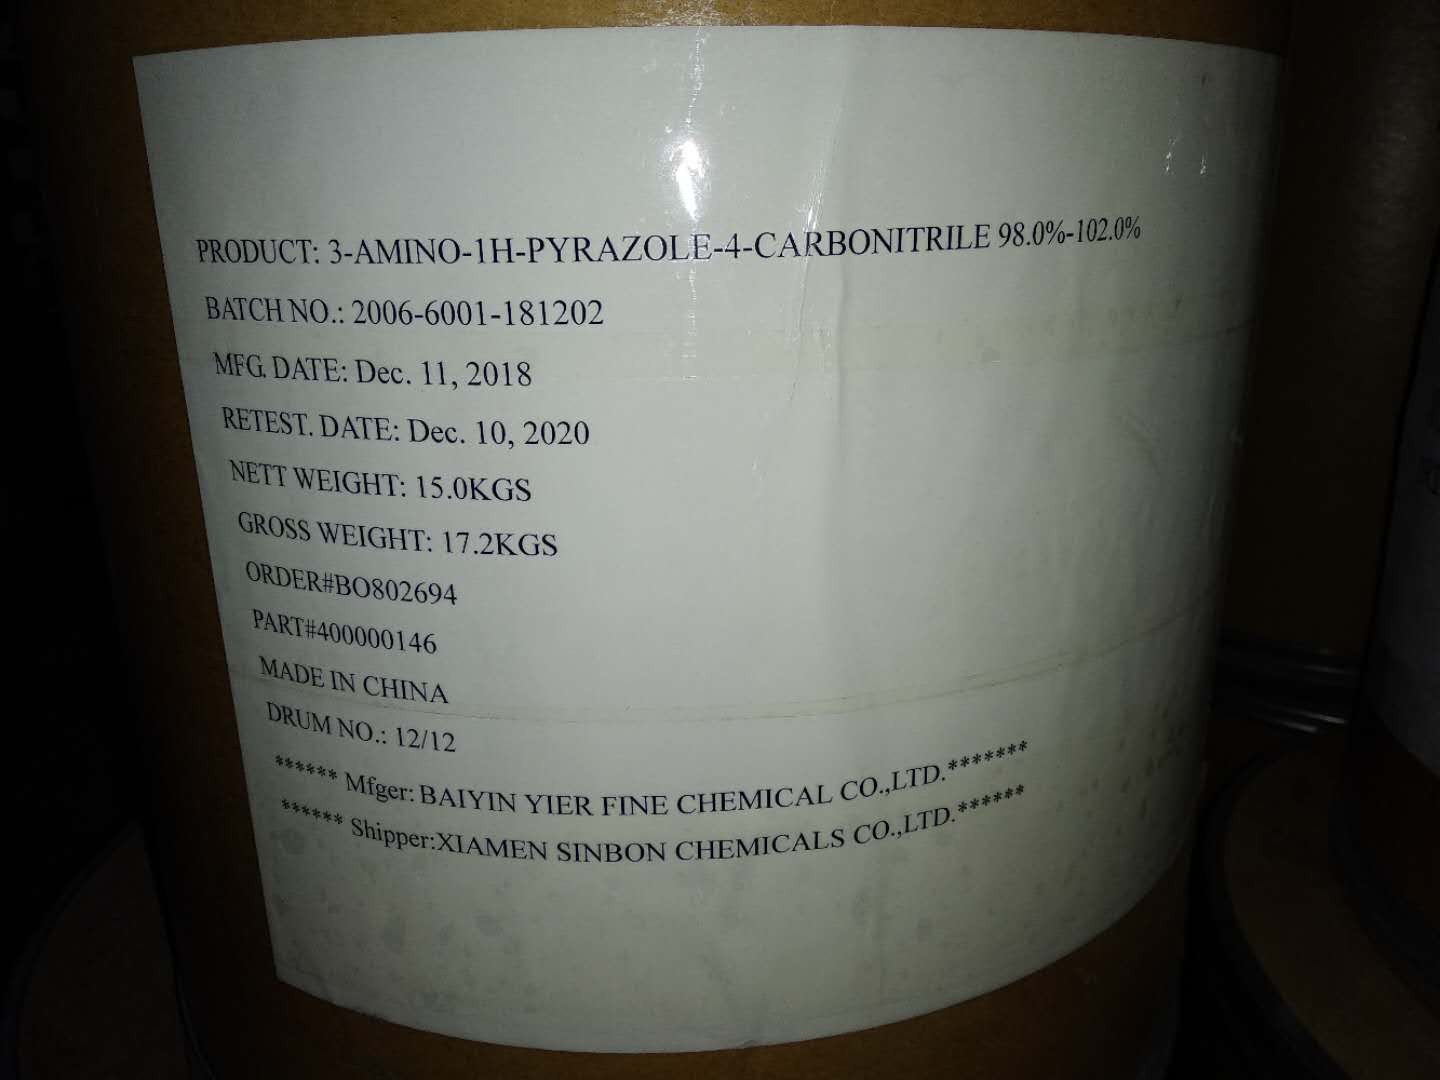 PRODUCT: 3-AMINO-1H-PYRAZOLE-4-CARBONITRILE 98.0%-102.0%
BATCH NO.: 2006-6001-181202
MFG. DATE: Dec. 11, 2018
RETEST. DATE: Dec. 10, 2020
NETT WEIGHT: 15.0KGS
GROSS WEIGHT: 17.2KGS
ORDER#BO802694
PART#400000146
MADE IN CHINA
DRUM NO.: 12/12
****** Mfger: BAIYIN YIER FINE CHEMICAL CO.,LTD.*******
****** Shipper:XIAMEN SINBON CHEMICALS CO.,LTD.******